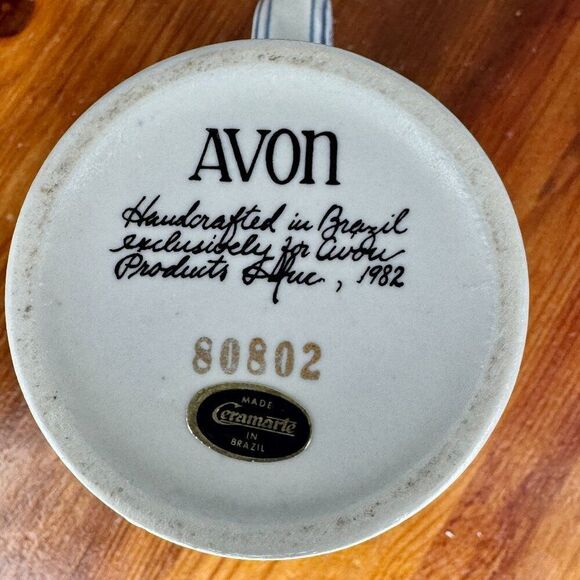 AVON
Handcrafted in Brazil
exclusively for Avon
Products Inc., 1982
80802
MADE
Ceramarte
IN
BRAZIL